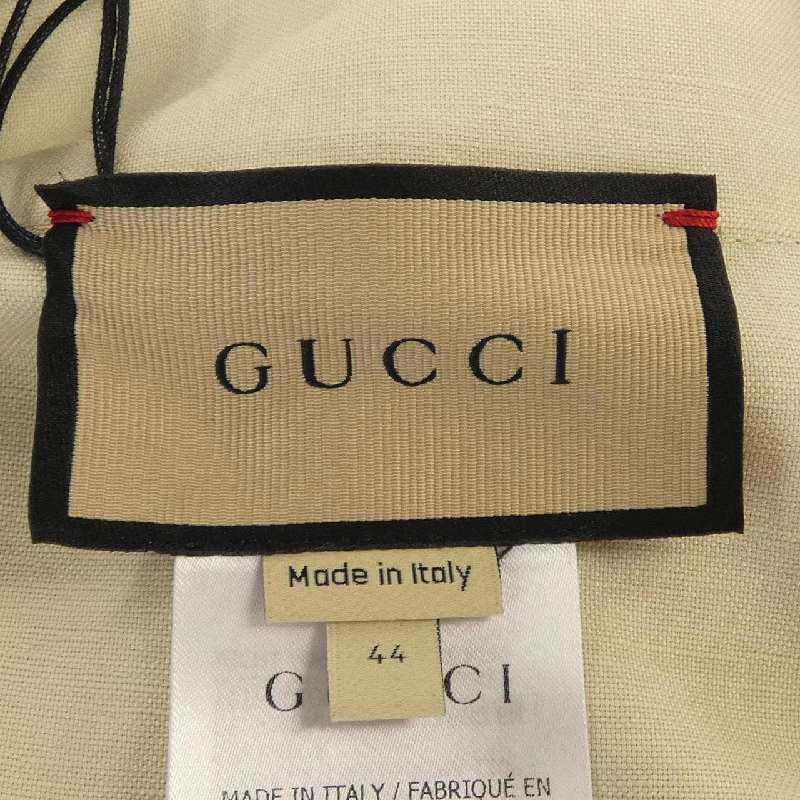 GUCCI
Made in Italy
44
G CI
MADE IN ITALY / FABRIQUÉ EN